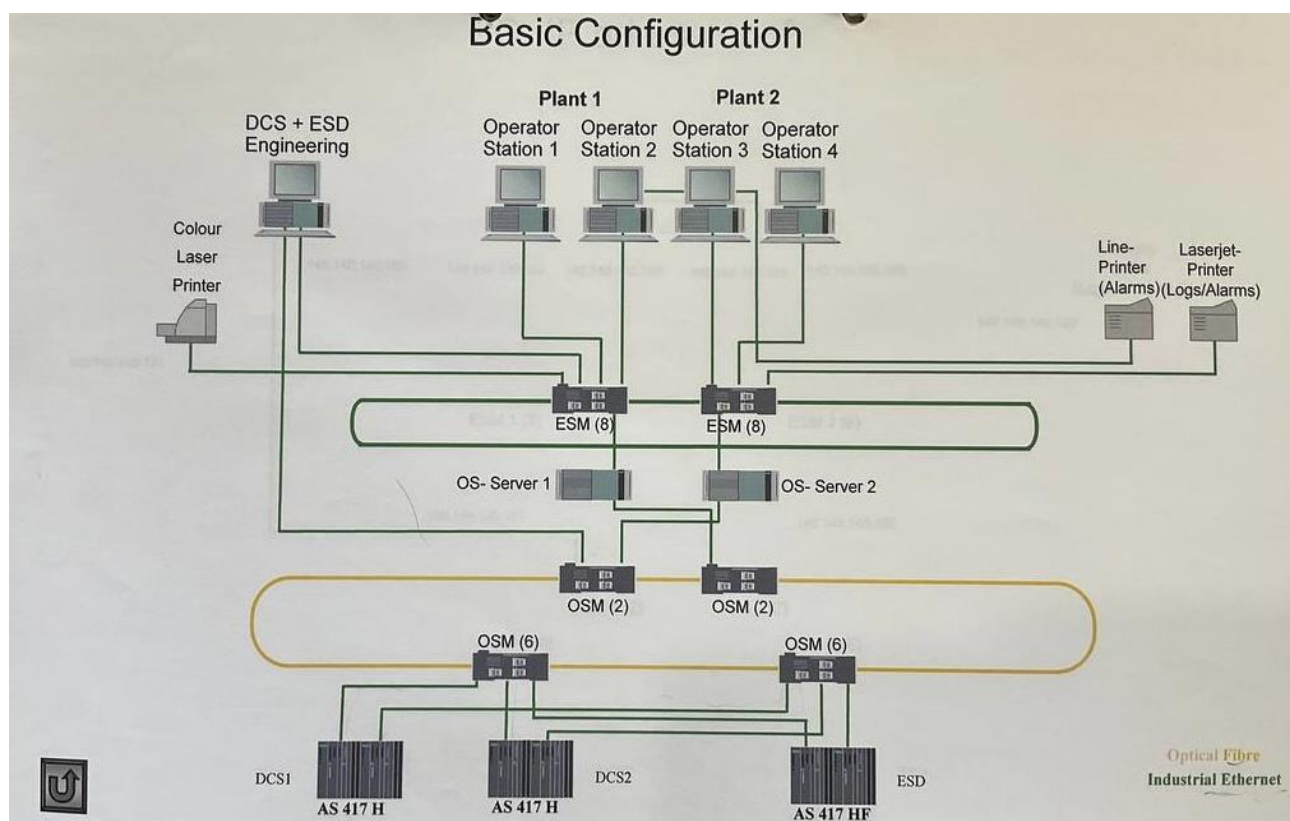 Basic Configuration
Plant 1
Plant 2
DCS + ESD
Engineering
Operator
Station 1
Operator
Station 2
Operator
Station 3
Operator
Station 4
Colour
Laser
Printer
Line-
Printer
(Alarms)
Laserjet-
Printer
(Logs/Alarms)
ESM (8)
ESM (8)
OS- Server 1
OS- Server 2
OSM (2)
OSM (2)
OSM (6)
OSM (6)
DCS1
AS 417 H
AS 417 H
DCS2
AS 417 HF
ESD
Optical Fibre
Industrial Ethernet